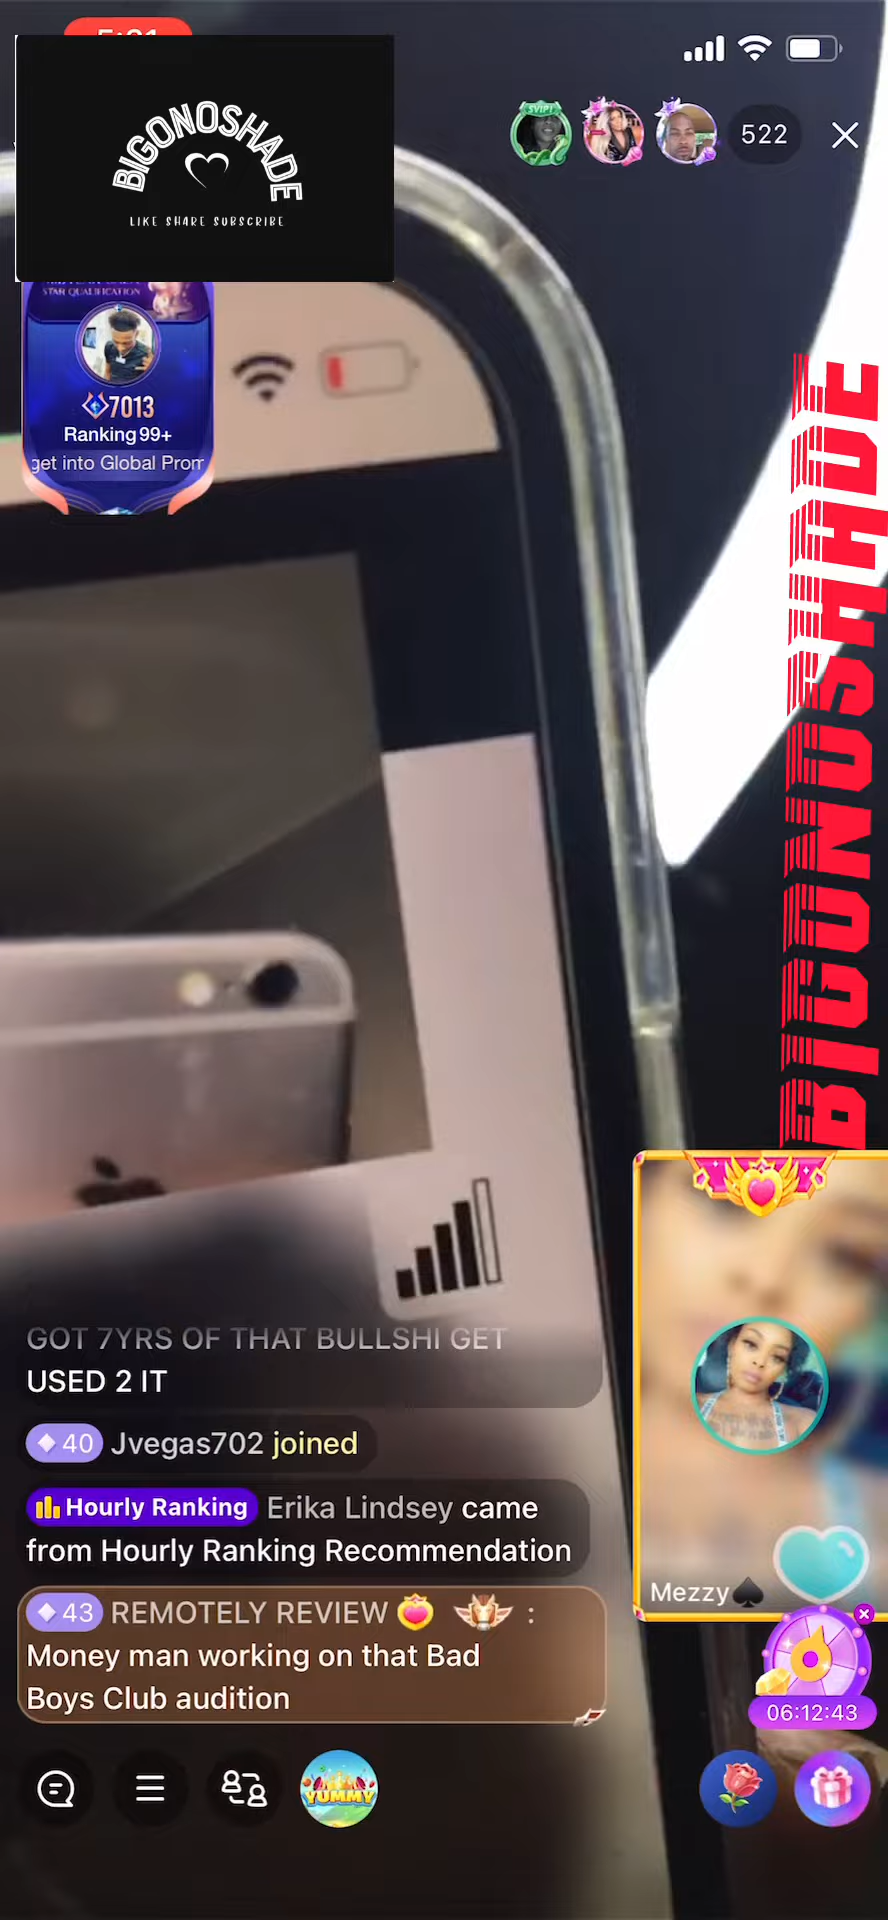 BIGONOSHADE
LIKE SHARE SUBSCRIBE
522
STAR QUALIFICATION
7013
Ranking 99+
get into Global Prom
BIGONOSHADE
GOT 7YRS OF THAT BULLSHI GET
USED 2 IT
40 Jvegas702 joined
Hourly Ranking Erika Lindsey came
from Hourly Ranking Recommendation
Mezzy
43 REMOTELY REVIEW :
Money man working on that Bad
Boys Club audition
06:12:43
YUMMY